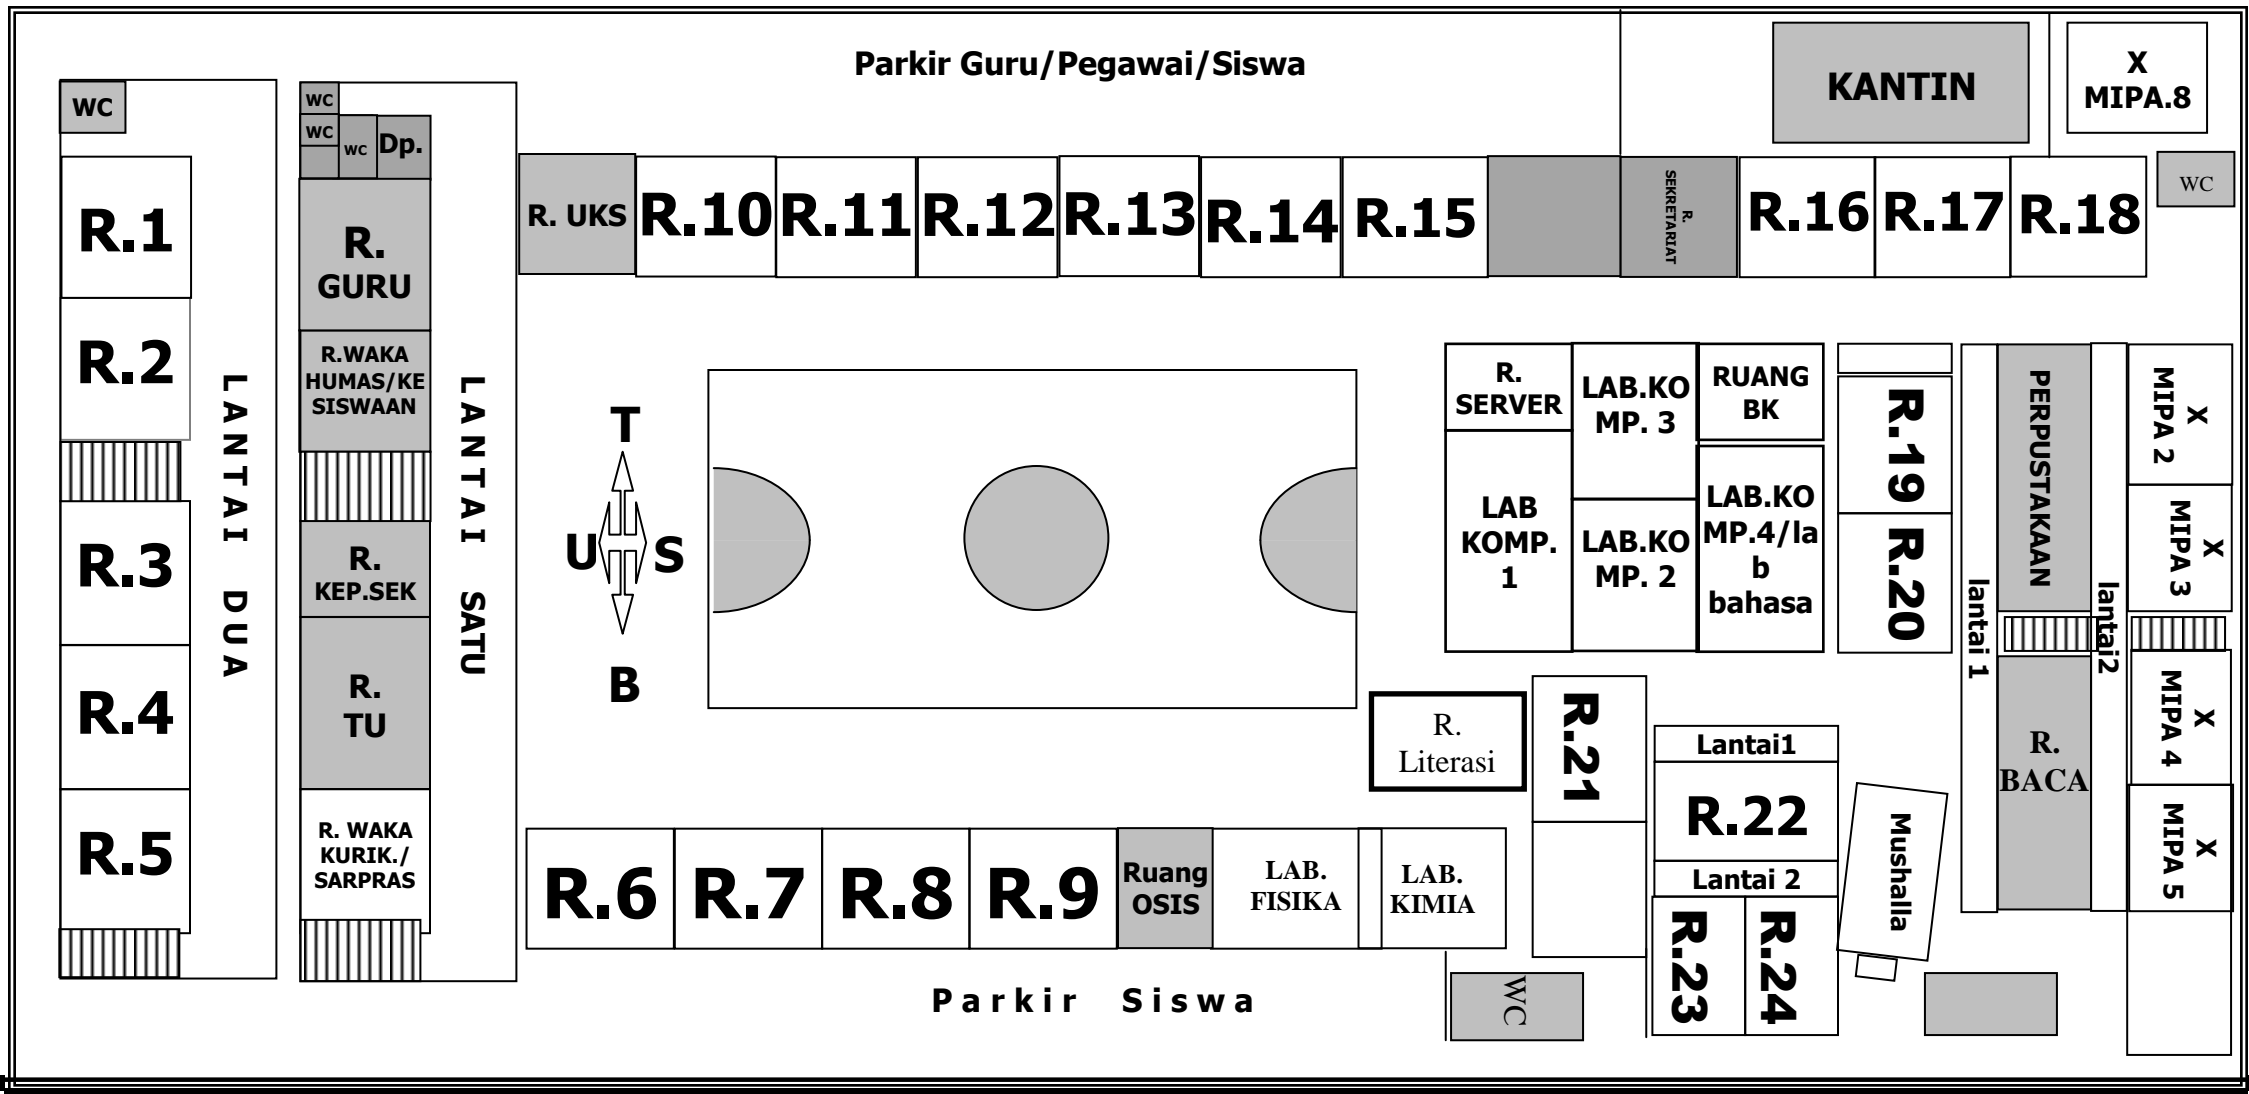 Parkir Guru/Pegawai/Siswa
KANTIN
X
MIPA.8
WC
WC
WC
WC
Dp.
R.1
R.2
R.3
R.4
R.5
LANTAI DUA
R.
GURU
R.WAKA
HUMAS/KE
SISWAAN
R.
KEP.SEK
R.
TU
R. WAKA
KURIK./
SARPRAS
LANTAI SATU
R. UKS
R.10
R.11
R.12
R.13
R.14
R.15
R.
SEKRETARIAT
R.16
R.17
R.18
WC
T
U
S
B
R.
SERVER
LAB
KOMP.
1
LAB.KO
MP. 3
LAB.KO
MP. 2
RUANG
BK
LAB.KO
MP.4/la
b
bahasa
R.19
R.20
lantai 1
PERPUSTAKAAN
R.
BACA
lantai2
X
MIPA 2
X
MIPA 3
X
MIPA 4
X
MIPA 5
R.
Literasi
R.21
Lantai1
R.22
Lantai 2
R.23
R.24
Mushalla
R.6
R.7
R.8
R.9
Ruang
OSIS
LAB.
FISIKA
LAB.
KIMIA
WC
Parkir Siswa